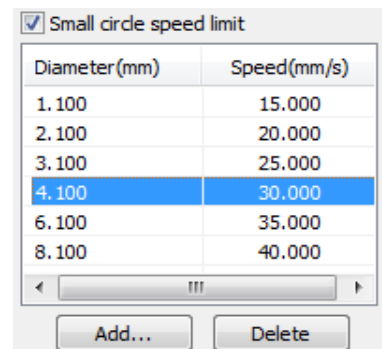 Small circle speed limit
Diameter(mm) Speed(mm/s)
1.100 15.000
2.100 20.000
3.100 25.000
4.100 30.000
6.100 35.000
8.100 40.000
Add... Delete